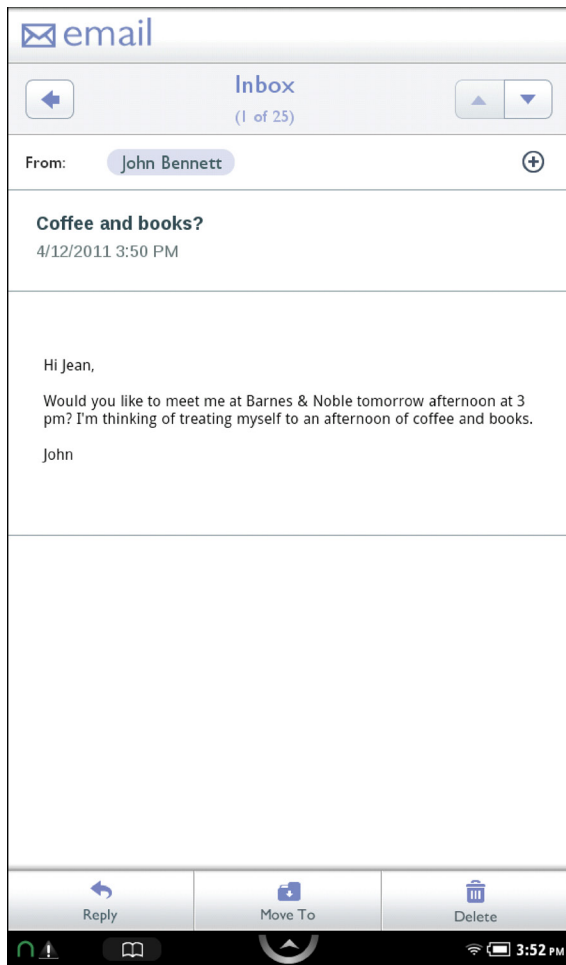 email
Inbox
(1 of 25)
From: John Bennett
Coffee and books?
4/12/2011 3:50 PM
Hi Jean,
Would you like to meet me at Barnes & Noble tomorrow afternoon at 3
pm? I'm thinking of treating myself to an afternoon of coffee and books.
John
Reply Move To Delete
3:52 PM